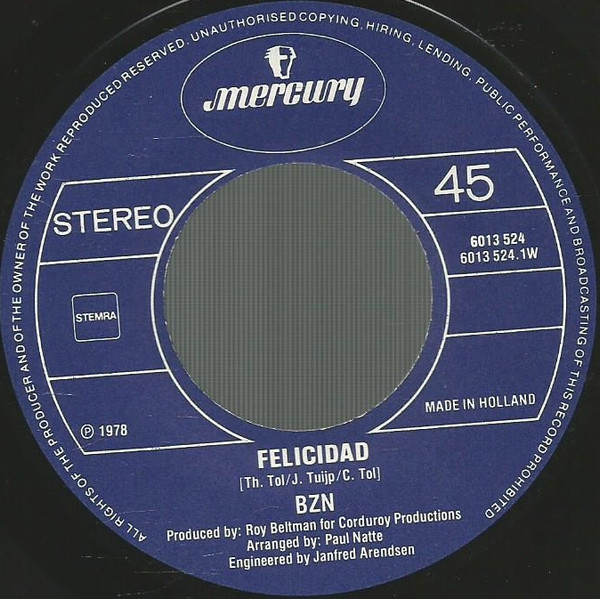 ALL RIGHTS OF THE PRODUCER AND OF THE OWNER OF THE WORK REPRODUCED RESERVED. UNAUTHORISED COPYING, HIRING, LENDING, PUBLIC PERFORMANCE AND BROADCASTING OF THIS RECORD PROHIBITED
mercury
STEREO
45
6013 524
6013 524.1W
STEMRA
MADE IN HOLLAND
℗ 1978
FELICIDAD
[Th. Tol/J. Tuijp/C. Tol]
BZN
Produced by: Roy Beltman for Corduroy Productions
Arranged by: Paul Natte
Engineered by Janfred Arendsen